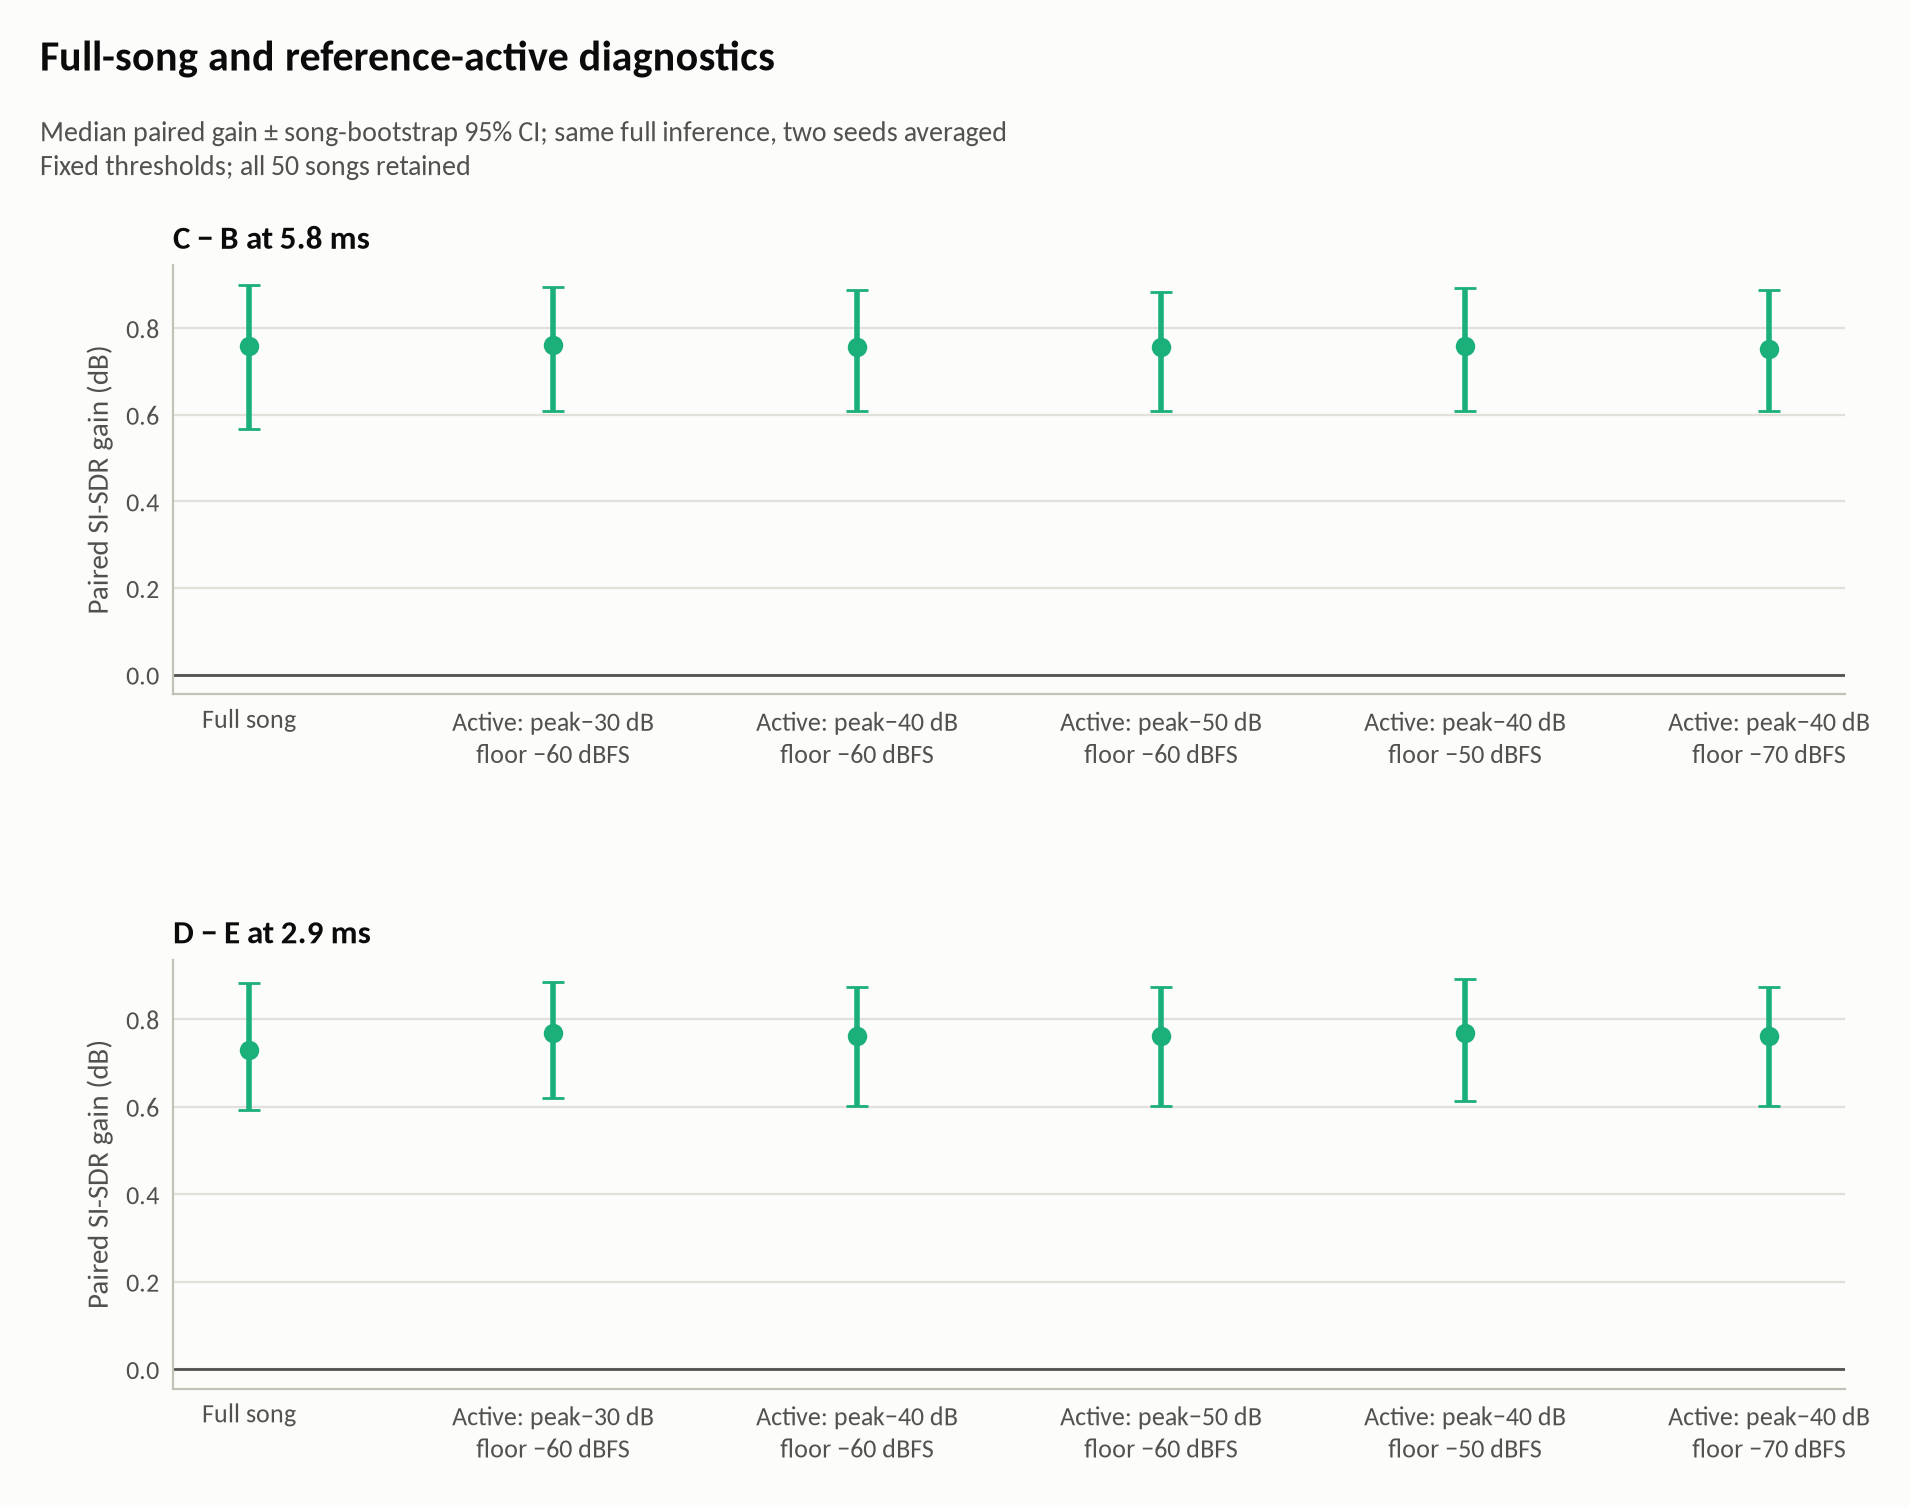 Full-song and reference-active diagnostics
Median paired gain ± song-bootstrap 95% CI; same full inference, two seeds averaged
Fixed thresholds; all 50 songs retained
C − B at 5.8 ms
Paired SI-SDR gain (dB)
0.8
0.6
0.4
0.2
0.0
Full song
Active: peak−30 dB
floor −60 dBFS
Active: peak−40 dB
floor −60 dBFS
Active: peak−50 dB
floor −60 dBFS
Active: peak−40 dB
floor −50 dBFS
Active: peak−40 dB
floor −70 dBFS
D − E at 2.9 ms
Paired SI-SDR gain (dB)
0.8
0.6
0.4
0.2
0.0
Full song
Active: peak−30 dB
floor −60 dBFS
Active: peak−40 dB
floor −60 dBFS
Active: peak−50 dB
floor −60 dBFS
Active: peak−40 dB
floor −50 dBFS
Active: peak−40 dB
floor −70 dBFS